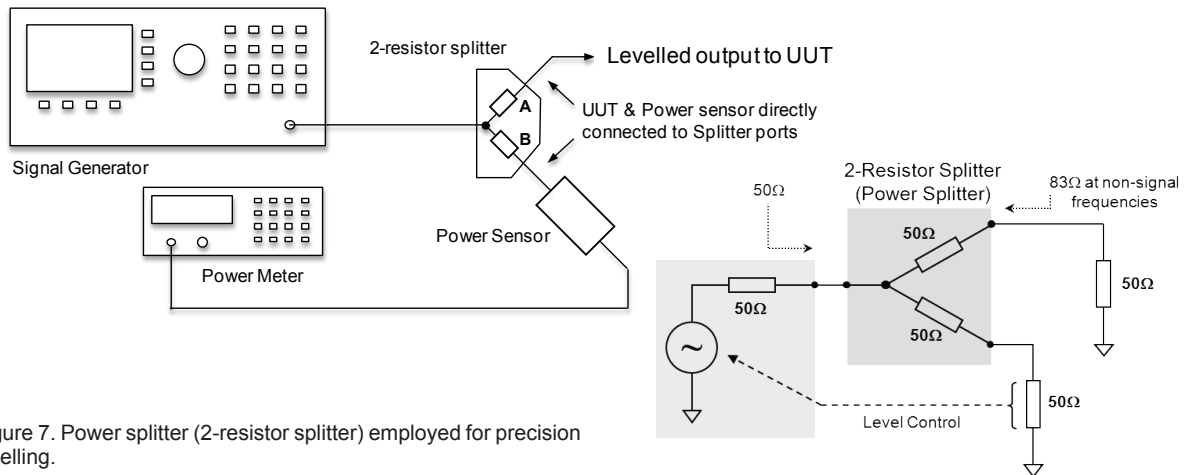 2-resistor splitter
Levelled output to UUT
A
UUT & Power sensor directly
connected to Splitter ports
B
Signal Generator
Power Sensor
Power Meter
2-Resistor Splitter
(Power Splitter)
50Ω
83Ω at non-signal
frequencies
50Ω
50Ω
50Ω
50Ω
~
50Ω
Level Control
gure 7. Power splitter (2-resistor splitter) employed for precision
elling.